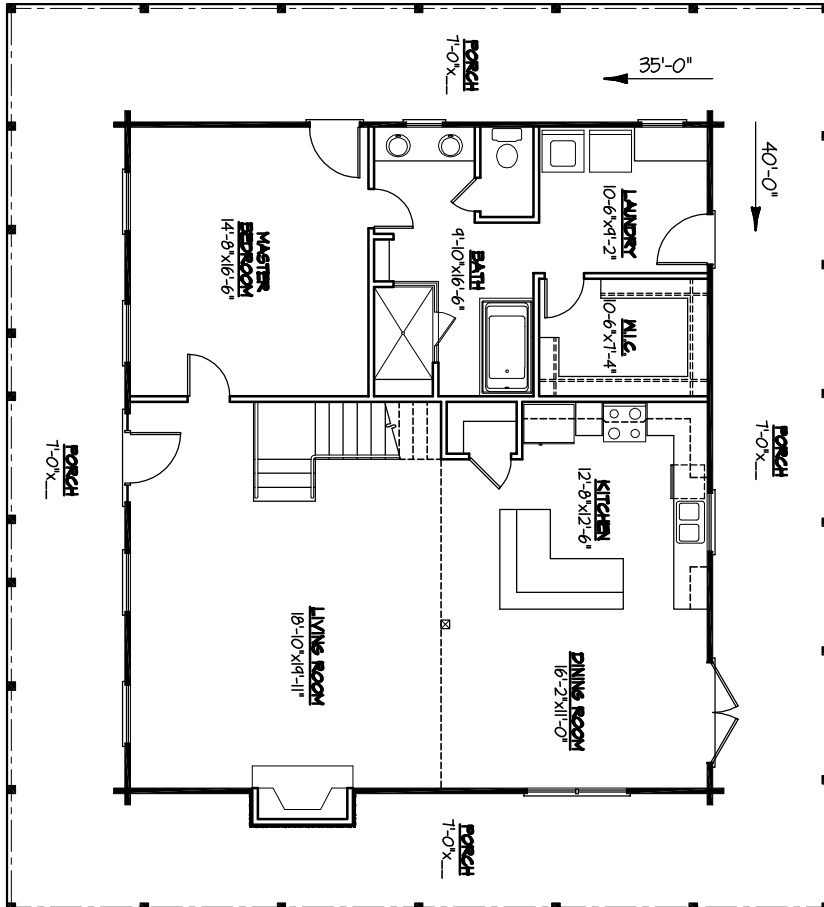 PORCH
7'-0"x__
35'-0"
40'-0"
LAUNDRY
10-6"x9'-2"
MASTER
BEDROOM
14'-8"x16'-6"
BATH
9'-10"x16'-6"
W.I.C.
10-6"x7'-4"
PORCH
7'-0"x__
PORCH
7'-0"x__
KITCHEN
12'-8"x12'-6"
LIVING ROOM
18'-10"x19'-11"
DINING ROOM
16'-2"x11'-0"
PORCH
7'-0"x__